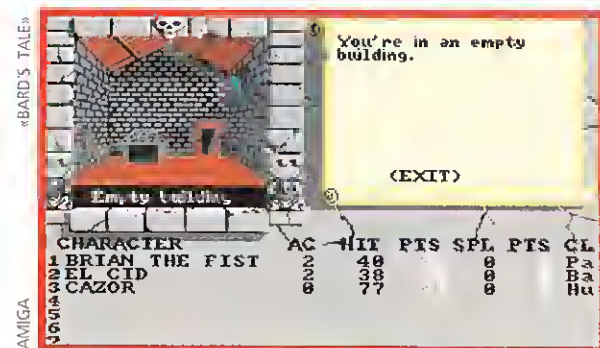 «BARD'S TALE»
AMIGA
You're in an empty
building.
(EXIT)
Empty building
CHARACTER AC HIT PTS SPL PTS CL
1 BRIAN THE FIST 2 40 0 Pa
2 EL CID 2 38 0 Ba
3 CAZOR 0 77 0 Hu
4
5
6